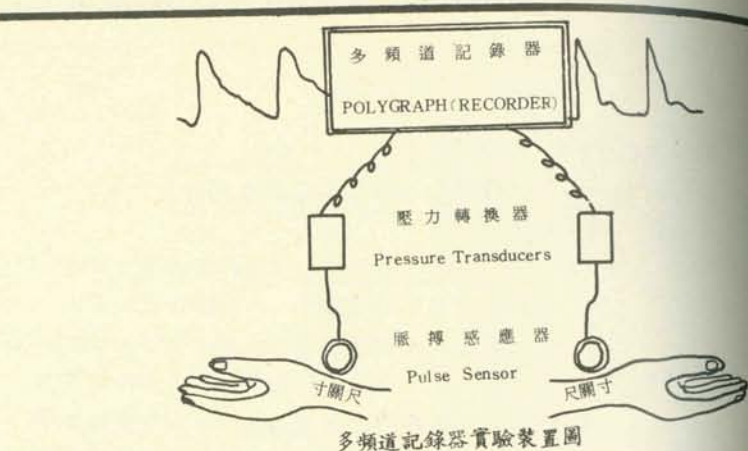 多頻道記錄器
POLYGRAPH(RECORDER)
壓力轉換器
Pressure Transducers
脈搏感應器
Pulse Sensor
寸關尺
尺關寸
多頻道記錄器實驗裝置圖